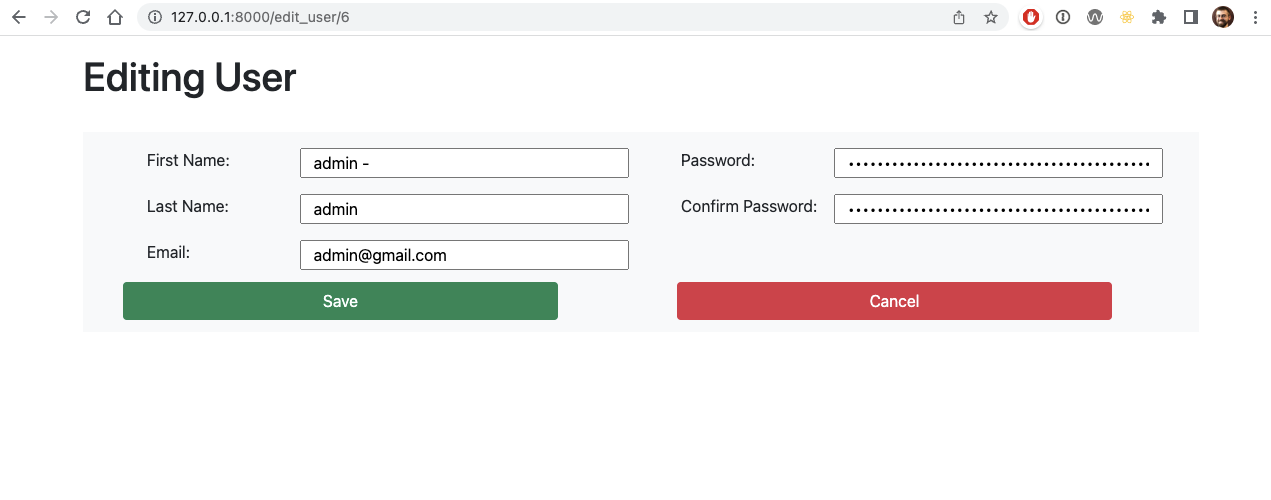 127.0.0.1:8000/edit_user/6
Editing User
First Name: admin -
Password: ••••••••••••••••••••••••••••••••••••••••••
Last Name: admin
Confirm Password: ••••••••••••••••••••••••••••••••••••••••••
Email: admin@gmail.com
Save
Cancel